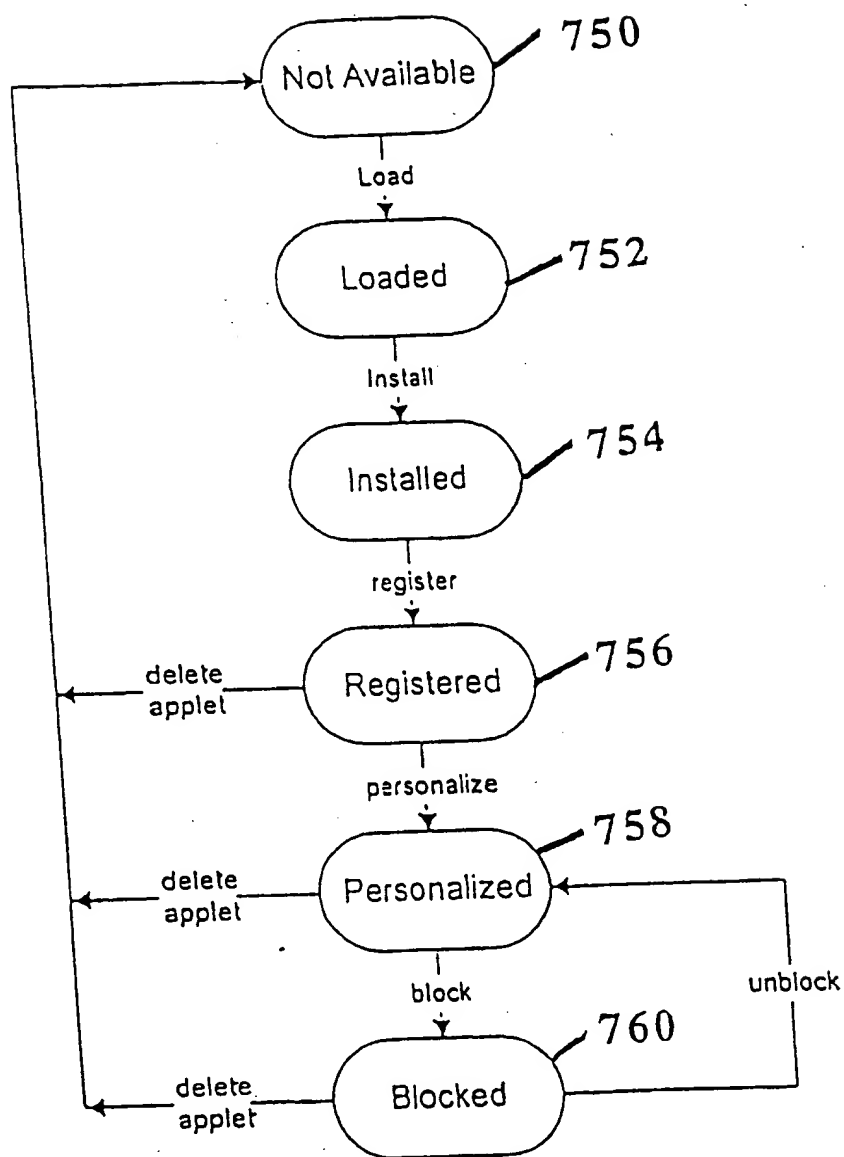 750
Not Available
Load
752
Loaded
Install
754
Installed
register
756
Registered
delete
applet
personalize
758
Personalized
delete
applet
block
unblock
760
Blocked
delete
applet